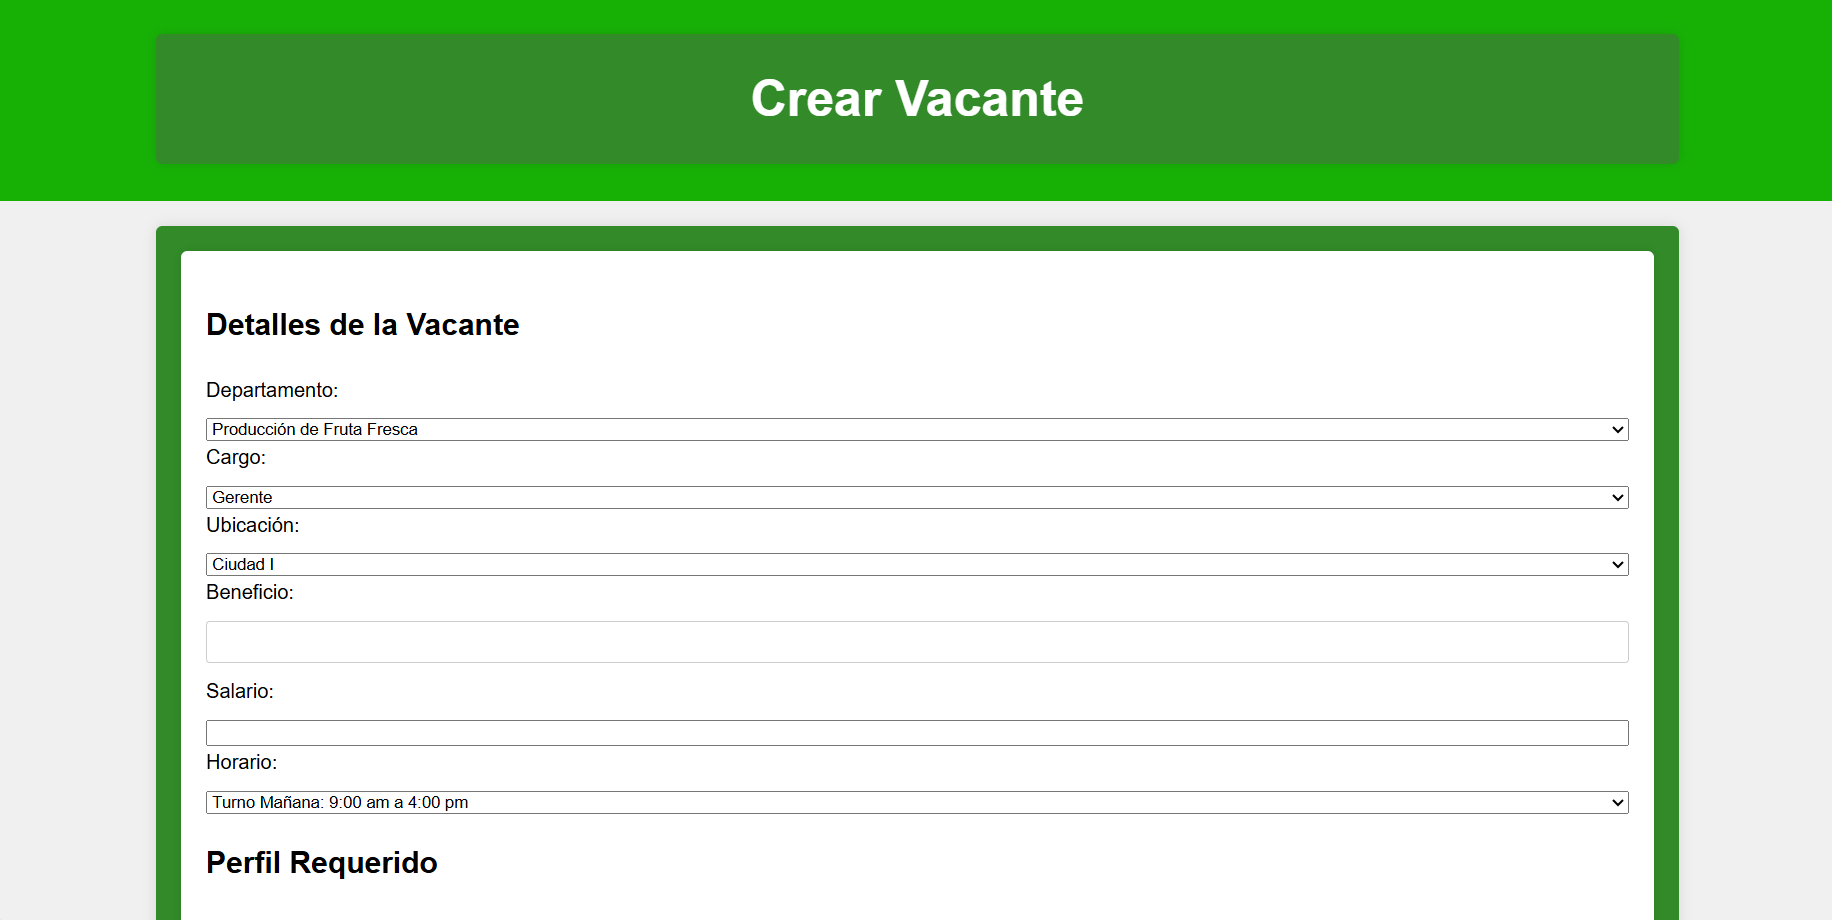 Crear Vacante
Detalles de la Vacante
Departamento:
Producción de Fruta Fresca
Cargo:
Gerente
Ubicación:
Ciudad I
Beneficio:
Salario:
Horario:
Turno Mañana: 9:00 am a 4:00 pm
Perfil Requerido